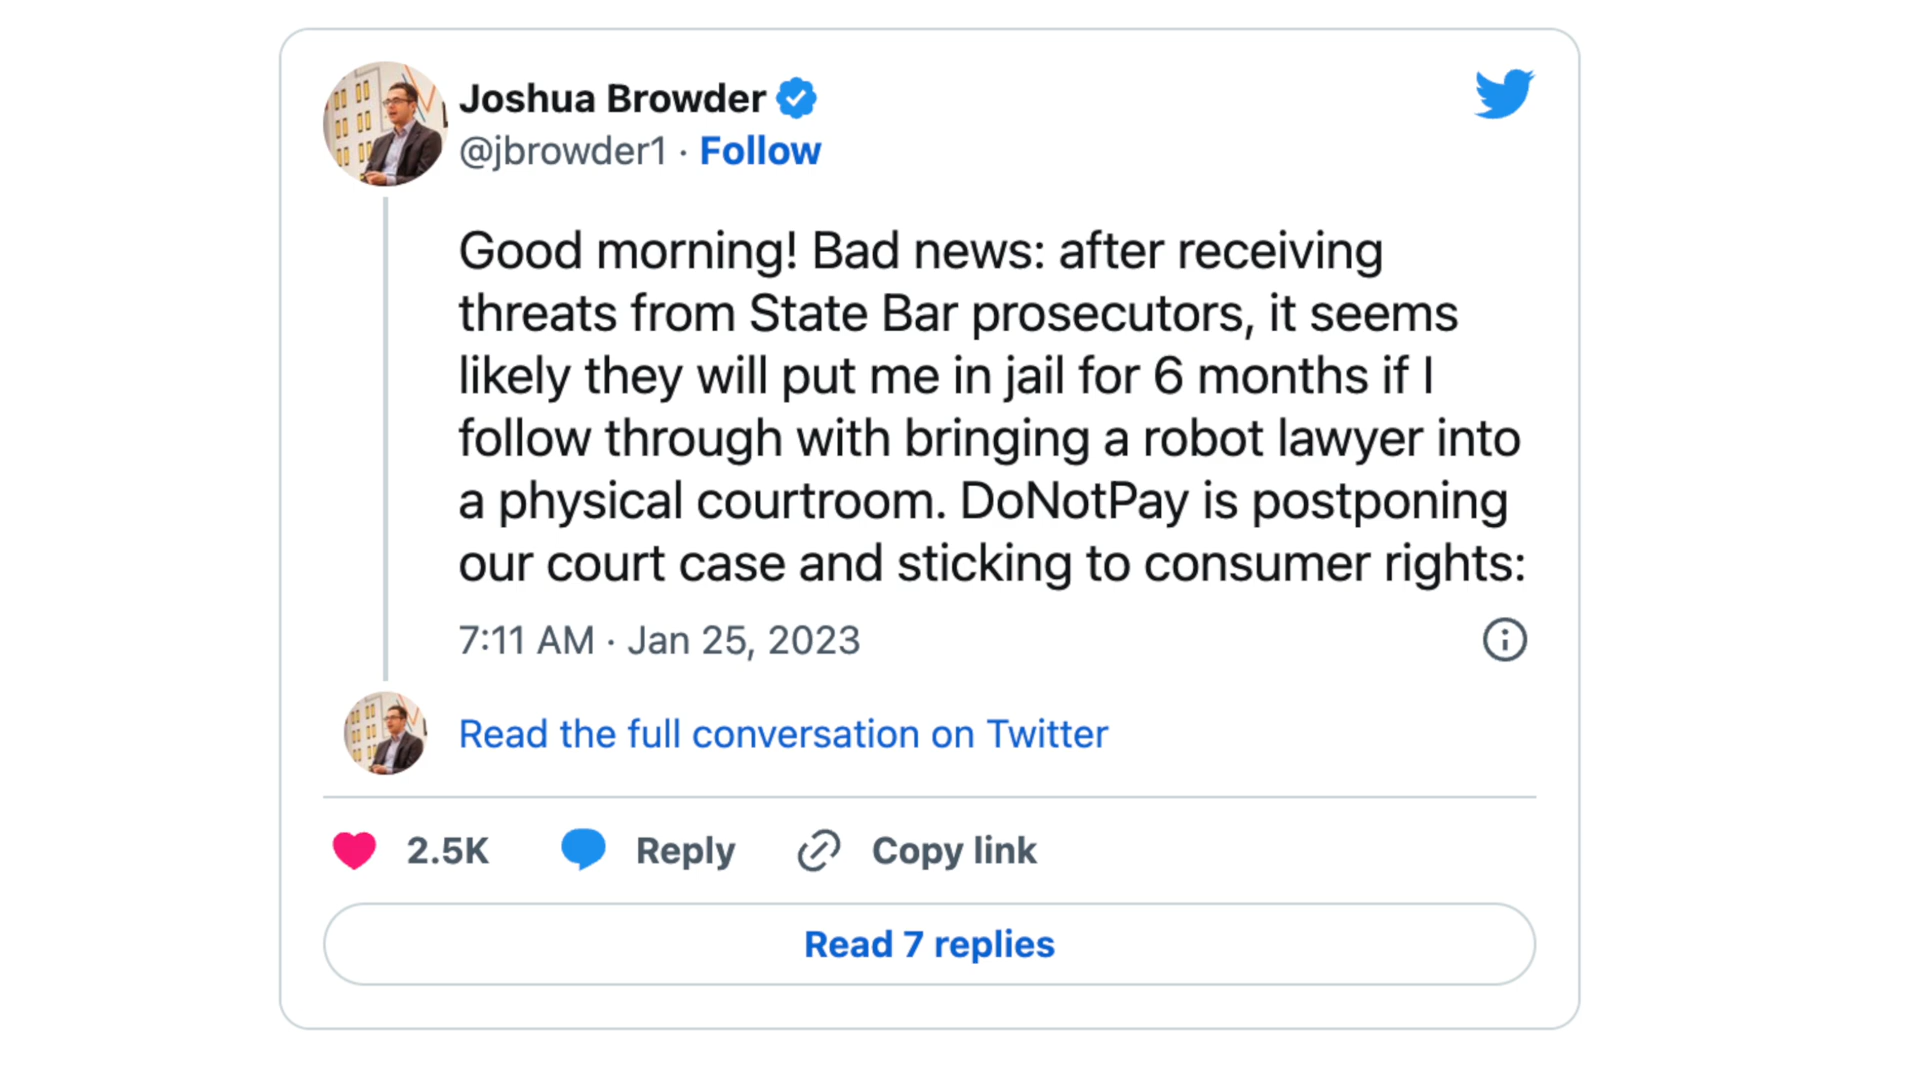 Joshua Browder
@jbrowder1 · Follow
Good morning! Bad news: after receiving
threats from State Bar prosecutors, it seems
likely they will put me in jail for 6 months if I
follow through with bringing a robot lawyer into
a physical courtroom. DoNotPay is postponing
our court case and sticking to consumer rights:
7:11 AM · Jan 25, 2023
Read the full conversation on Twitter
2.5K Reply Copy link
Read 7 replies